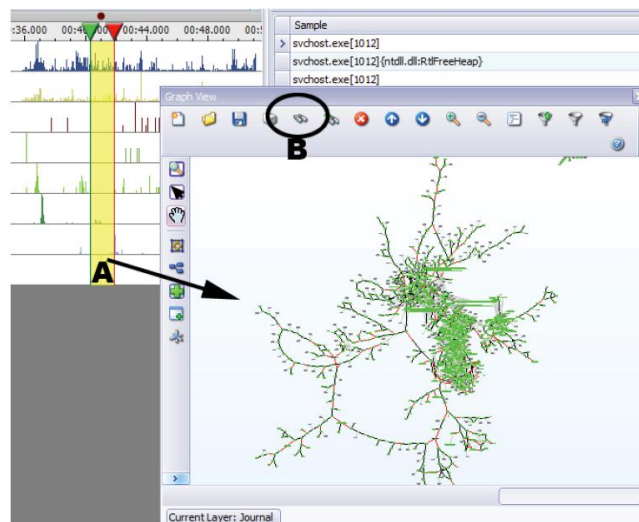 :36.000
00:44.000
00:48.000
Sample
svchost.exe[1012]
svchost.exe[1012]{ntdll.dll:RtlFreeHeap}
svchost.exe[1012]
Graph View
B
A
Current Layer: Journal